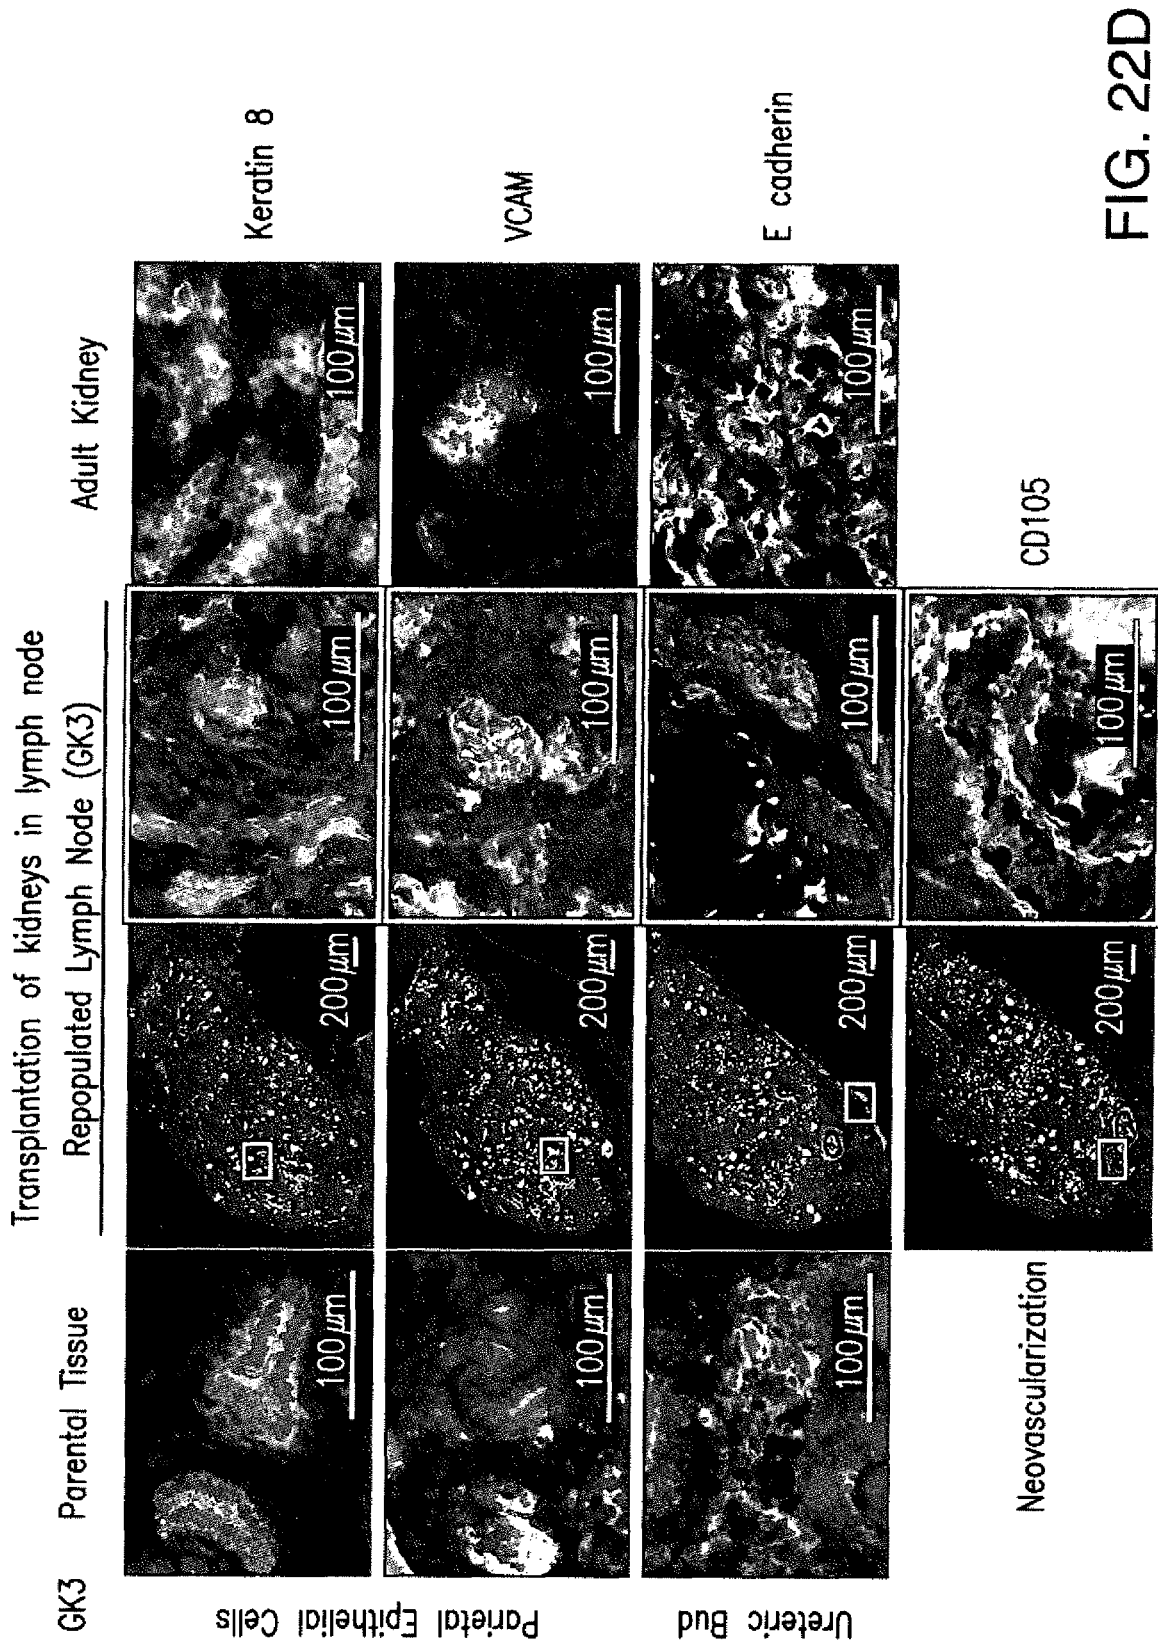 Transplantation of kidneys in lymph node
GK3 Parental Tissue
Repopulated Lymph Node (GK3)
Adult Kidney
Parietal Epithelial Cells
100μm
200μm
100μm
100μm
Keratin 8
100μm
200μm
100μm
100μm
VCAM
Ureteric Bud
100μm
200μm
100μm
100μm
E cadherin
Neovascularization
200μm
100μm
CD105
FIG. 22D